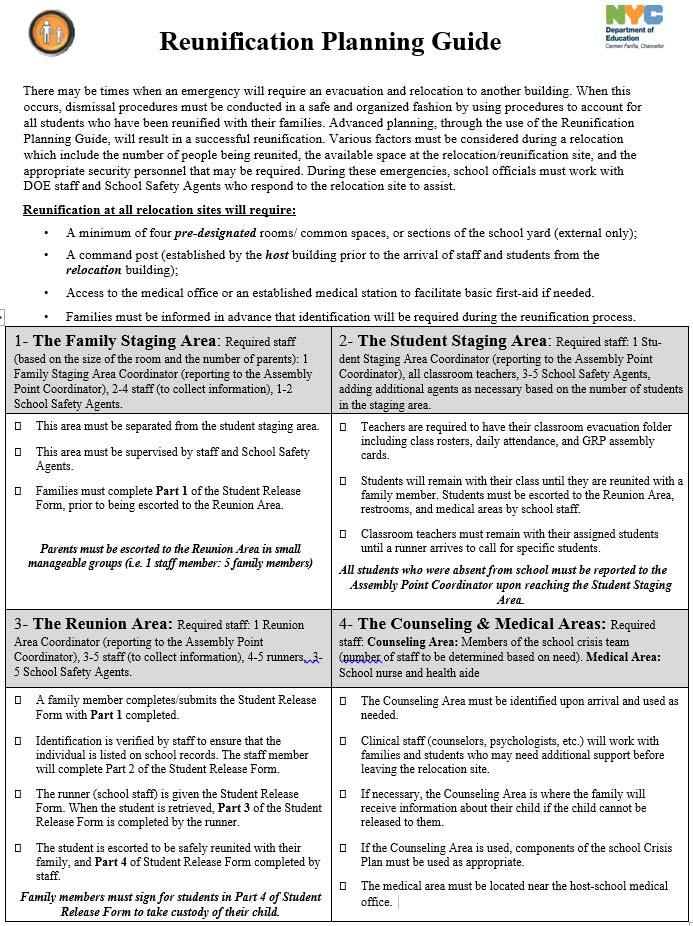 NYC
Department of
Education
Carmen Fariña, Chancellor
Reunification Planning Guide
There may be times when an emergency will require an evacuation and relocation to another building. When this
occurs, dismissal procedures must be conducted in a safe and organized fashion by using procedures to account for
all students who have been reunified with their families. Advanced planning, through the use of the Reunification
Planning Guide, will result in a successful reunification. Various factors must be considered during a relocation
which include the number of people being reunited, the available space at the relocation/reunification site, and the
appropriate security personnel that may be required. During these emergencies, school officials must work with
DOE staff and School Safety Agents who respond to the relocation site to assist.
Reunification at all relocation sites will require:
• A minimum of four pre-designated rooms/ common spaces, or sections of the school yard (external only);
• A command post (established by the host building prior to the arrival of staff and students from the
relocation building);
• Access to the medical office or an established medical station to facilitate basic first-aid if needed.
• Families must be informed in advance that identification will be required during the reunification process.
1- The Family Staging Area: Required staff
(based on the size of the room and the number of parents): 1
Family Staging Area Coordinator (reporting to the Assembly
Point Coordinator), 2-4 staff (to collect information), 1-2
School Safety Agents.
This area must be separated from the student staging area.
This area must be supervised by staff and School Safety
Agents.
Families must complete Part 1 of the Student Release
Form, prior to being escorted to the Reunion Area.
Parents must be escorted to the Reunion Area in small
manageable groups (i.e. 1 staff member: 5 family members)
2- The Student Staging Area: Required staff: 1 Stu-
dent Staging Area Coordinator (reporting to the Assembly Point
Coordinator), all classroom teachers, 3-5 School Safety Agents,
adding additional agents as necessary based on the number of students
in the staging area.
Teachers are required to have their classroom evacuation folder
including class rosters, daily attendance, and GRP assembly
cards.
Students will remain with their class until they are reunited with a
family member. Students must be escorted to the Reunion Area,
restrooms, and medical areas by school staff.
Classroom teachers must remain with their assigned students
until a runner arrives to call for specific students.
All students who were absent from school must be reported to the
Assembly Point Coordinator upon reaching the Student Staging
Area.
3- The Reunion Area: Required staff: 1 Reunion
Area Coordinator (reporting to the Assembly Point
Coordinator), 3-5 staff (to collect information), 4-5 runners, 3-
5 School Safety Agents.
A family member completes/submits the Student Release
Form with Part 1 completed.
Identification is verified by staff to ensure that the
individual is listed on school records. The staff member
will complete Part 2 of the Student Release Form.
The runner (school staff) is given the Student Release
Form. When the student is retrieved, Part 3 of the Student
Release Form is completed by the runner.
The student is escorted to be safely reunited with their
family, and Part 4 of Student Release Form completed by
staff.
Family members must sign for students in Part 4 of Student
Release Form to take custody of their child.
4- The Counseling & Medical Areas: Required
staff: Counseling Area: Members of the school crisis team
(number of staff to be determined based on need). Medical Area:
School nurse and health aide
The Counseling Area must be identified upon arrival and used as
needed.
Clinical staff (counselors, psychologists, etc.) will work with
families and students who may need additional support before
leaving the relocation site.
If necessary, the Counseling Area is where the family will
receive information about their child if the child cannot be
released to them.
If the Counseling Area is used, components of the school Crisis
Plan must be used as appropriate.
The medical area must be located near the host-school medical
office.